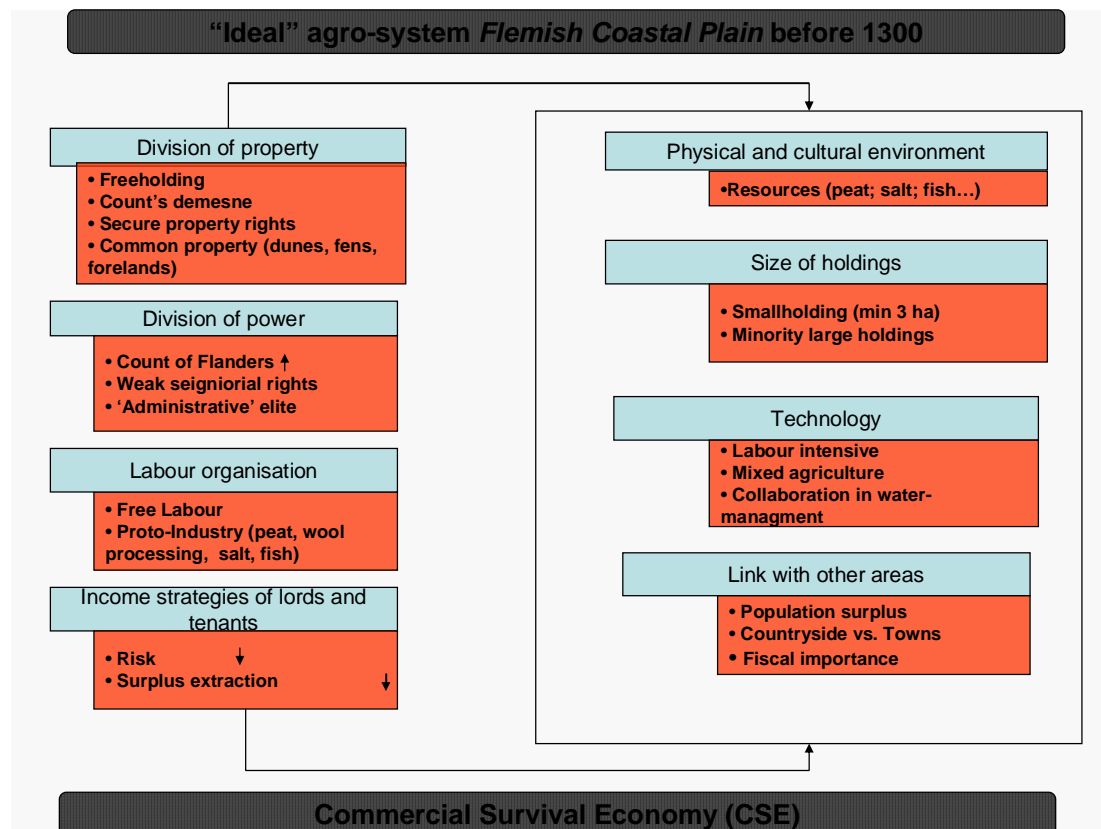 “Ideal” agro-system Flemish Coastal Plain before 1300
Division of property
• Freeholding
• Count’s demesne
• Secure property rights
• Common property (dunes, fens,
forelands)
Division of power
• Count of Flanders ↑
• Weak seigniorial rights
• ‘Administrative’ elite
Labour organisation
• Free Labour
• Proto-Industry (peat, wool
processing, salt, fish)
Income strategies of lords and
tenants
• Risk ↓
• Surplus extraction ↓
Physical and cultural environment
•Resources (peat; salt; fish…)
Size of holdings
• Smallholding (min 3 ha)
• Minority large holdings
Technology
• Labour intensive
• Mixed agriculture
• Collaboration in water-
managment
Link with other areas
• Population surplus
• Countryside vs. Towns
• Fiscal importance
Commercial Survival Economy (CSE)